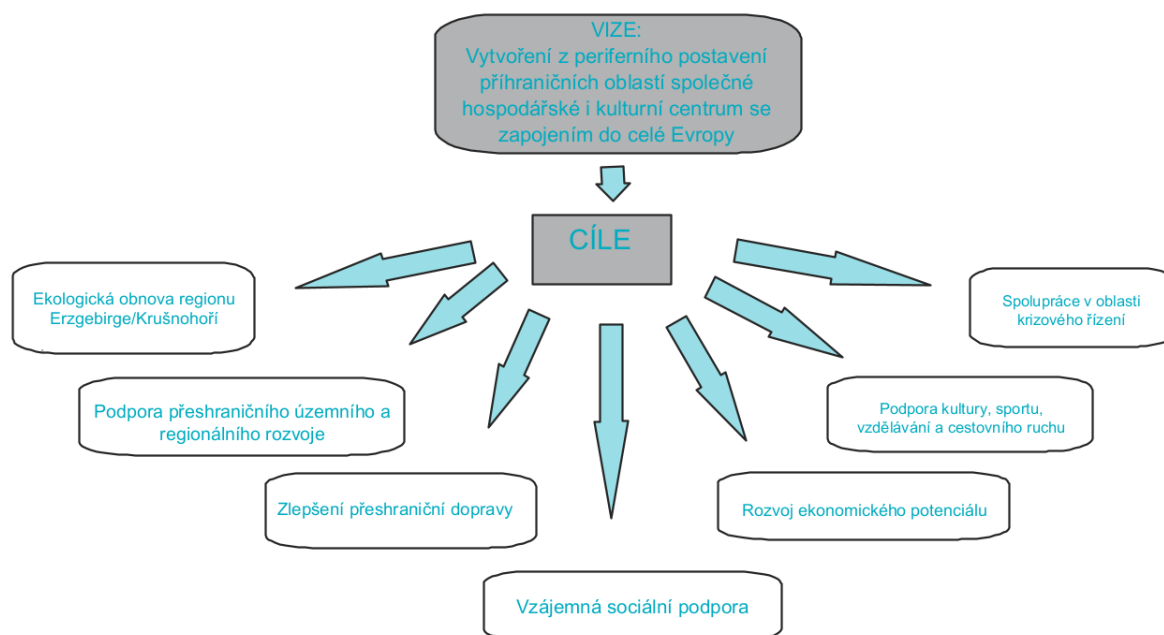 VIZE:
Vytvoření z periferního postavení
příhraničních oblastí společné
hospodářské i kulturní centrum se
zapojením do celé Evropy
CÍLE
Ekologická obnova regionu
Erzgebirge/Krušnohoří
Podpora přeshraničního územního a
regionálního rozvoje
Zlepšení přeshraniční dopravy
Vzájemná sociální podpora
Rozvoj ekonomického potenciálu
Podpora kultury, sportu,
vzdělávání a cestovního ruchu
Spolupráce v oblasti
krizového řízení